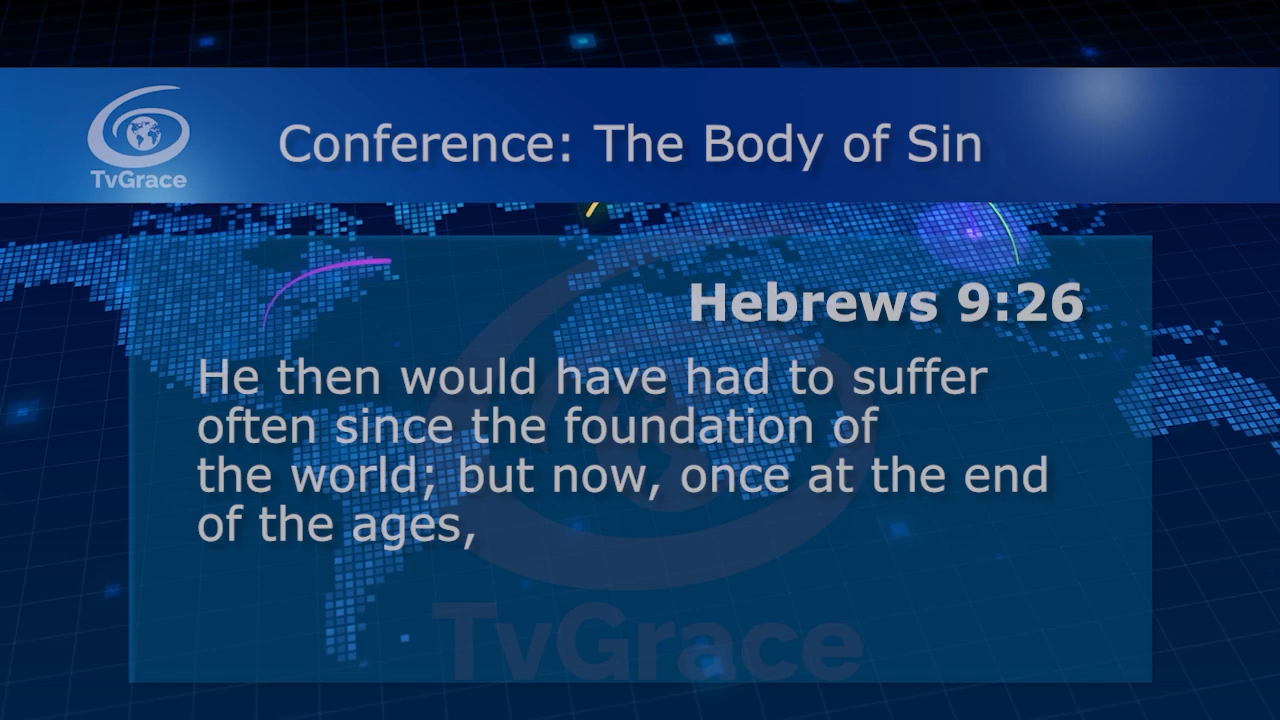 Conference: The Body of Sin
TvGrace
Hebrews 9:26
He then would have had to suffer
often since the foundation of
the world; but now, once at the end
of the ages,
TvGrace